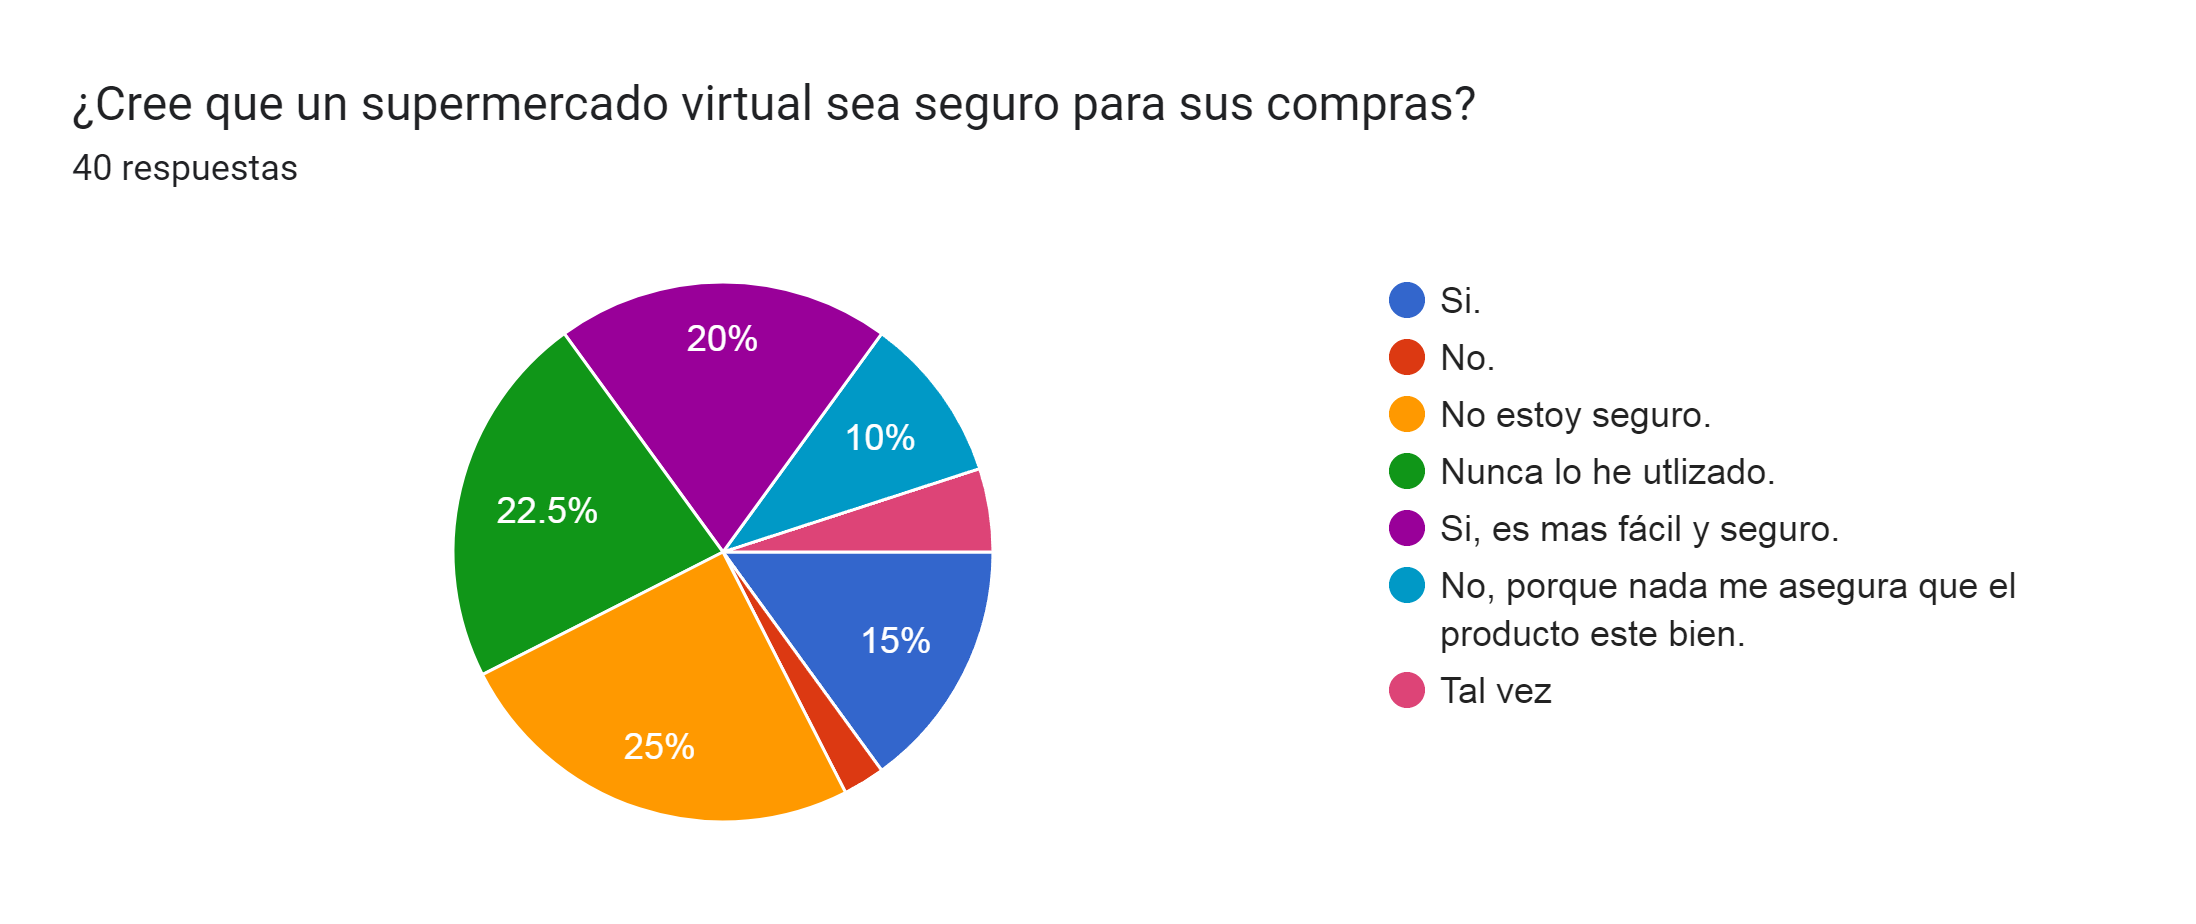 ¿Cree que un supermercado virtual sea seguro para sus compras?
40 respuestas
20%
10%
22.5%
15%
25%
Si.
No.
No estoy seguro.
Nunca lo he utlizado.
Si, es mas fácil y seguro.
No, porque nada me asegura que el
producto este bien.
Tal vez